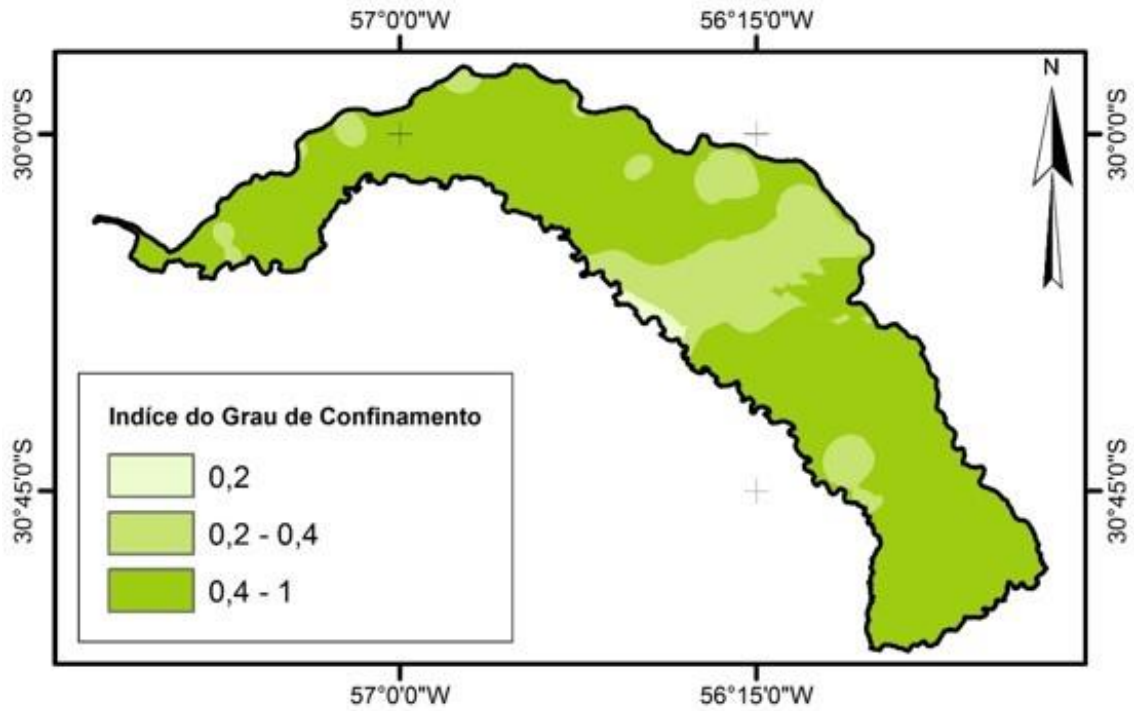 57°0'0"W 56°15'0"W
N
30°0'0"S 30°0'0"S
Indíce do Grau de Confinamento
0,2
0,2 - 0,4
0,4 - 1
30°45'0"S 30°45'0"S
57°0'0"W 56°15'0"W